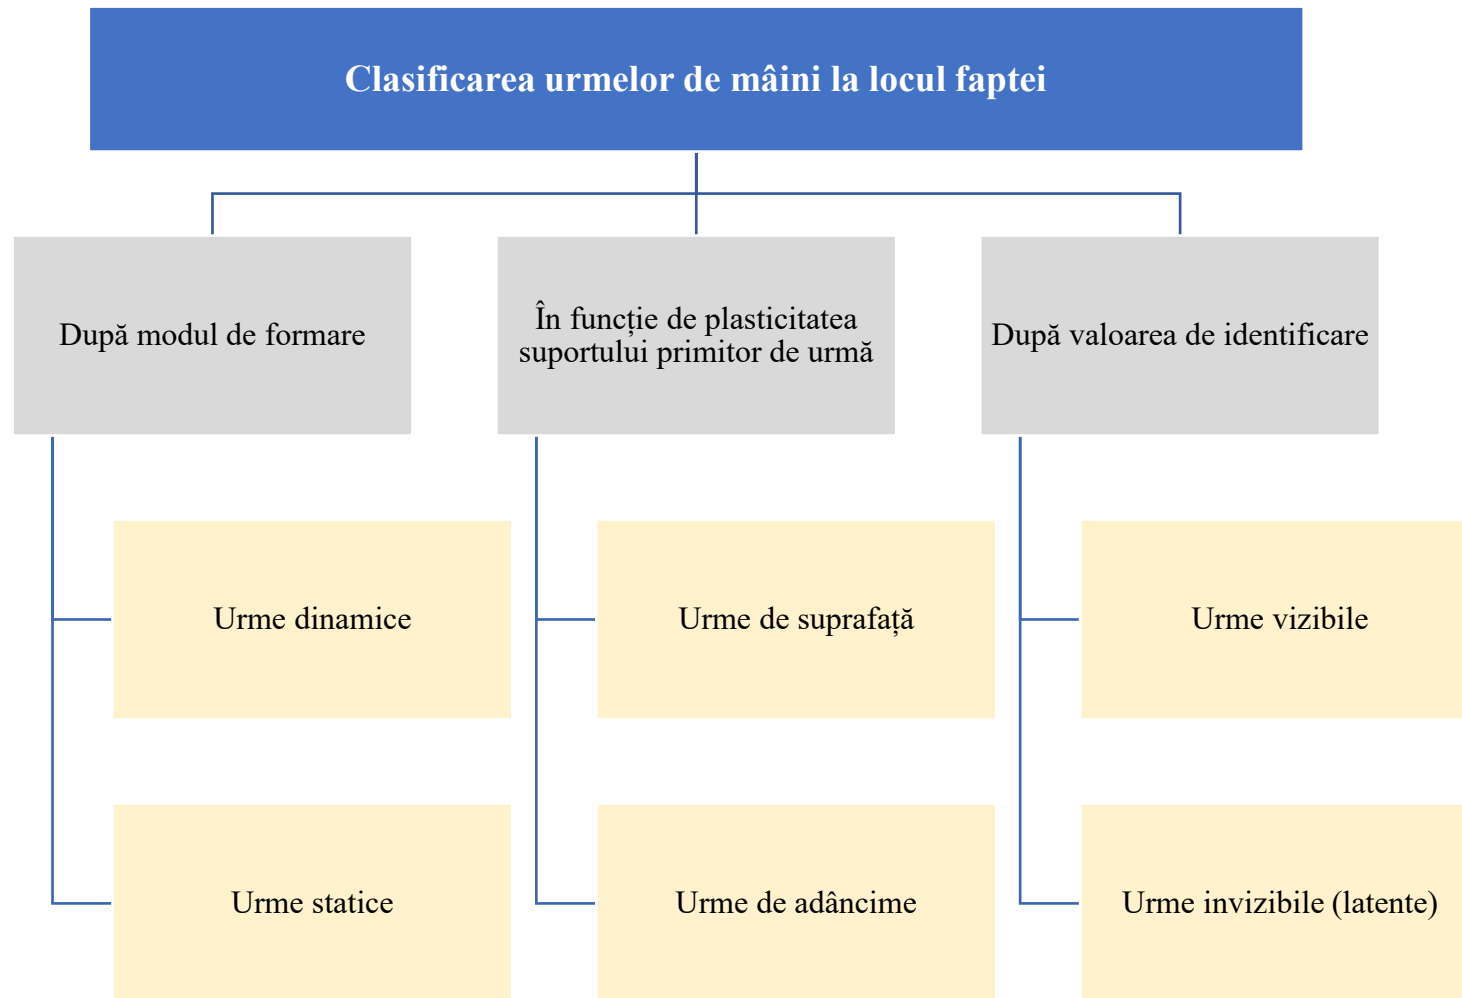 Clasificarea urmelor de mâini la locul faptei
După modul de formare
În funcție de plasticitatea
suportului primitor de urmă
După valoarea de identificare
Urme dinamice
Urme de suprafață
Urme vizibile
Urme statice
Urme de adâncime
Urme invizibile (latente)